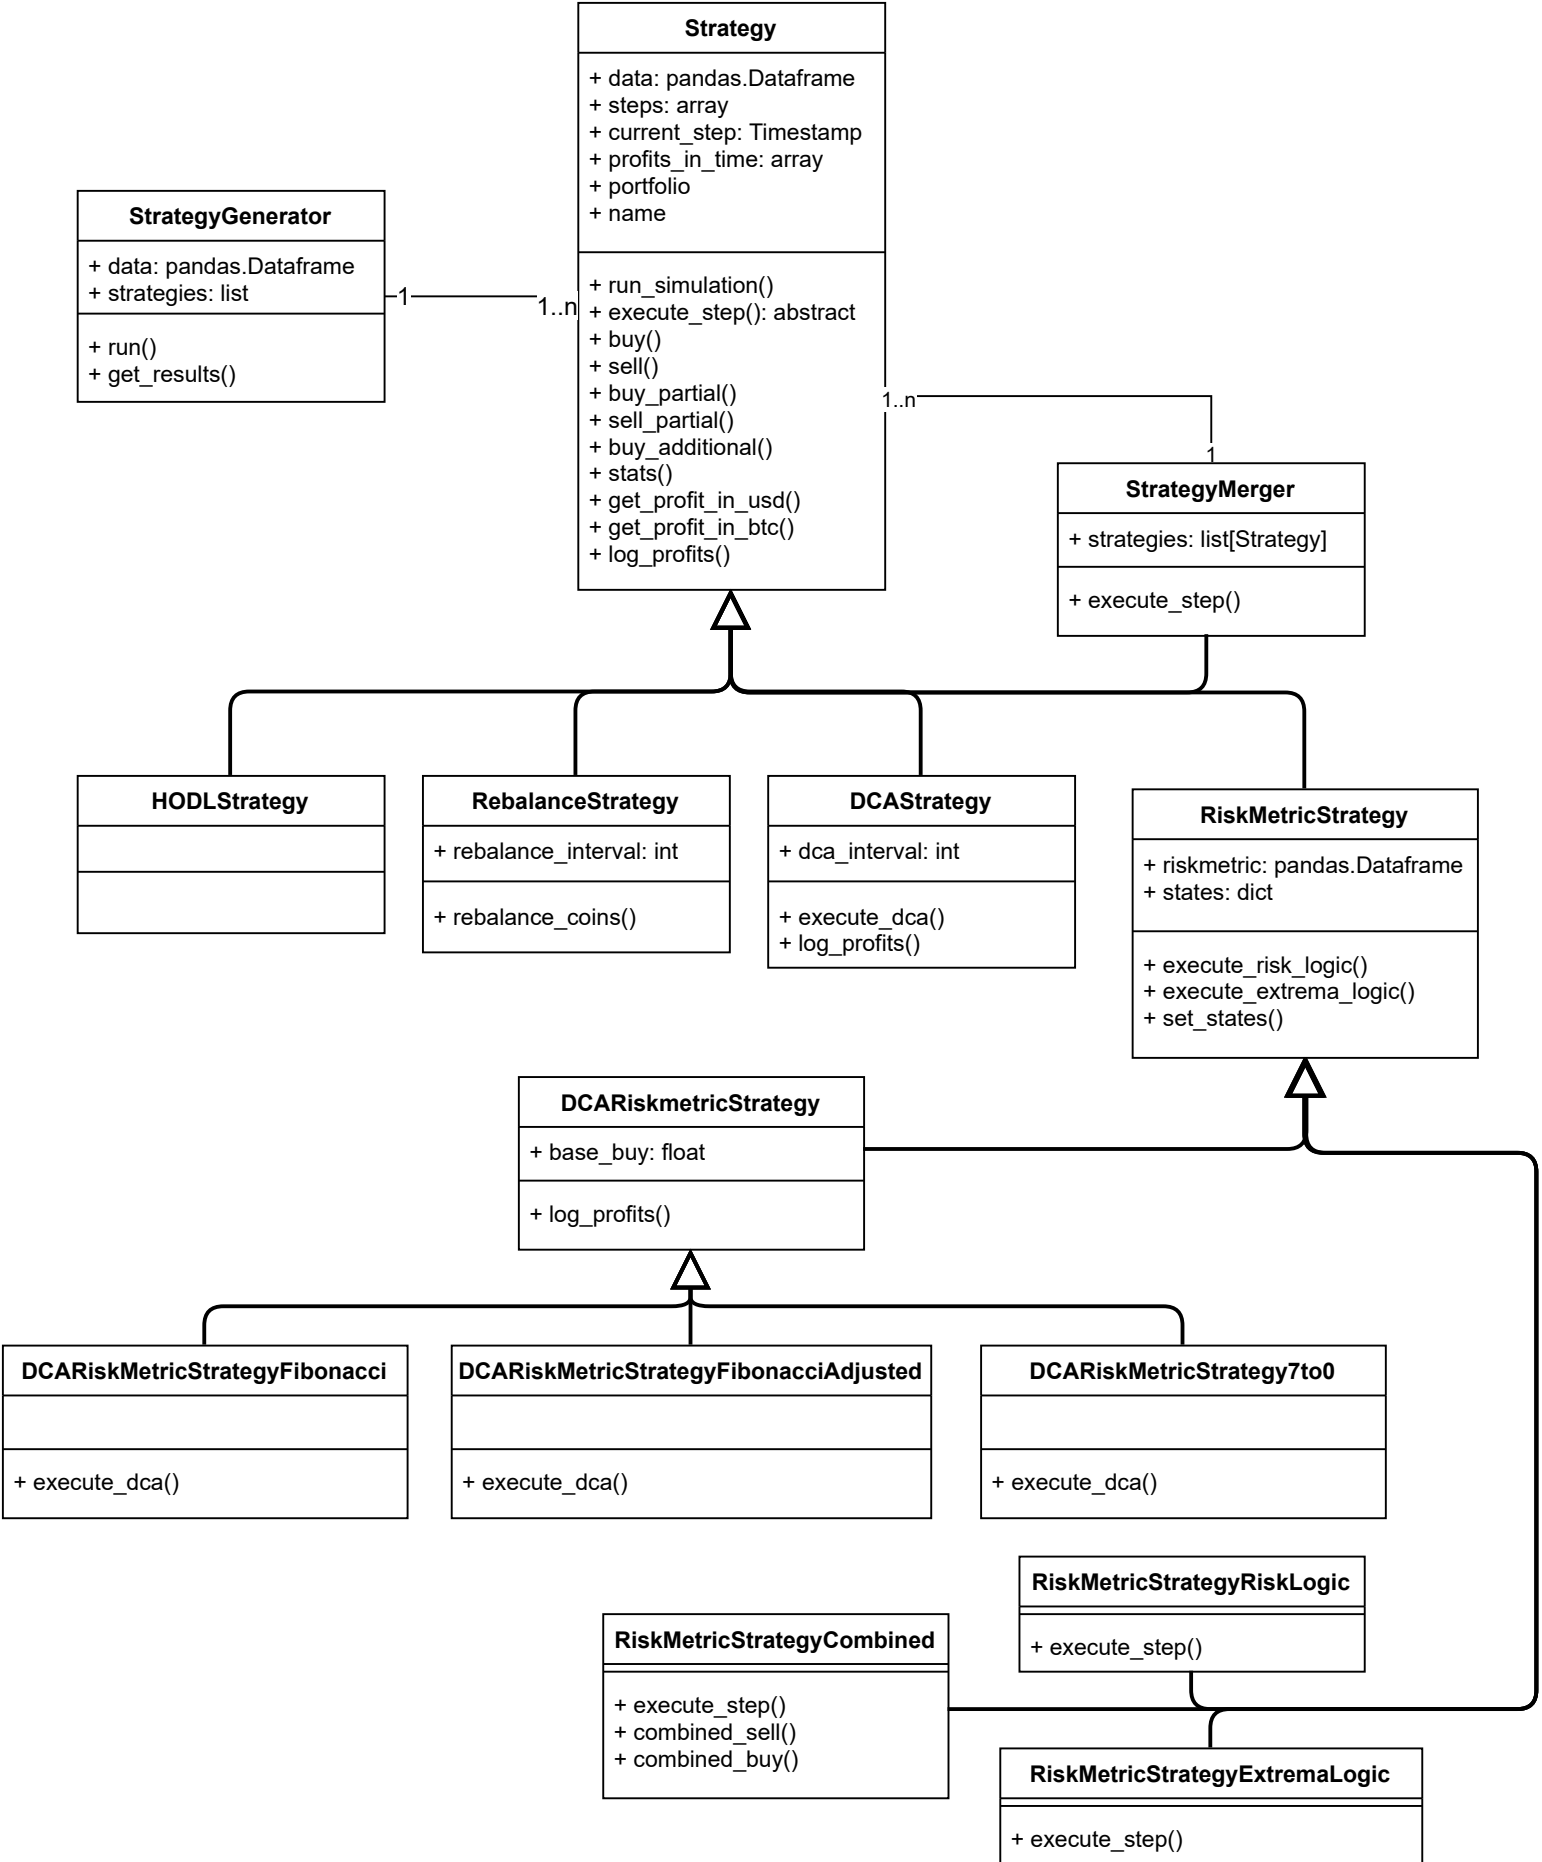 Strategy
+ data: pandas.Dataframe
+ steps: array
+ current_step: Timestamp
+ profits_in_time: array
+ portfolio
+ name
+ run_simulation()
+ execute_step(): abstract
+ buy()
+ sell()
+ buy_partial()
+ sell_partial()
+ buy_additional()
+ stats()
+ get_profit_in_usd()
+ get_profit_in_btc()
+ log_profits()
StrategyGenerator
+ data: pandas.Dataframe
+ strategies: list
+ run()
+ get_results()
1
1..n
1..n
1
StrategyMerger
+ strategies: list[Strategy]
+ execute_step()
HODLStrategy
RebalanceStrategy
+ rebalance_interval: int
+ rebalance_coins()
DCAStrategy
+ dca_interval: int
+ execute_dca()
+ log_profits()
RiskMetricStrategy
+ riskmetric: pandas.Dataframe
+ states: dict
+ execute_risk_logic()
+ execute_extrema_logic()
+ set_states()
DCARiskmetricStrategy
+ base_buy: float
+ log_profits()
DCARiskMetricStrategyFibonacci
+ execute_dca()
DCARiskMetricStrategyFibonacciAdjusted
+ execute_dca()
DCARiskMetricStrategy7to0
+ execute_dca()
RiskMetricStrategyRiskLogic
+ execute_step()
RiskMetricStrategyCombined
+ execute_step()
+ combined_sell()
+ combined_buy()
RiskMetricStrategyExtremaLogic
+ execute_step()